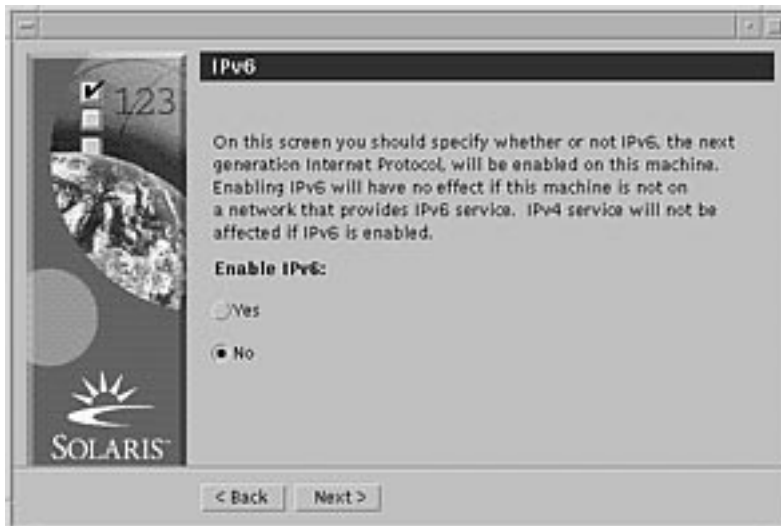 IPv6
123
On this screen you should specify whether or not IPv6, the next
generation Internet Protocol, will be enabled on this machine.
Enabling IPv6 will have no effect if this machine is not on
a network that provides IPv6 service. IPv4 service will not be
affected if IPv6 is enabled.
Enable IPv6:
Yes
No
SOLARIS™
< Back Next >